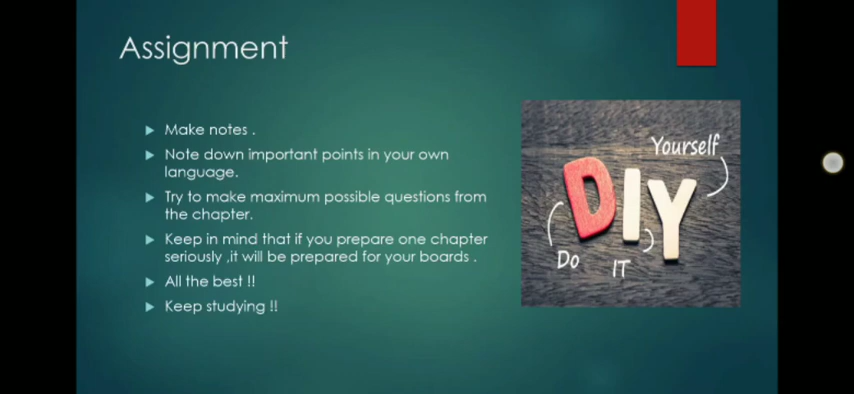 Assignment
Make notes .
Note down important points in your own
language.
Try to make maximum possible questions from
the chapter.
Keep in mind that if you prepare one chapter
seriously ,it will be prepared for your boards .
All the best !!
Keep studying !!
Yourself
DIY
Do
IT